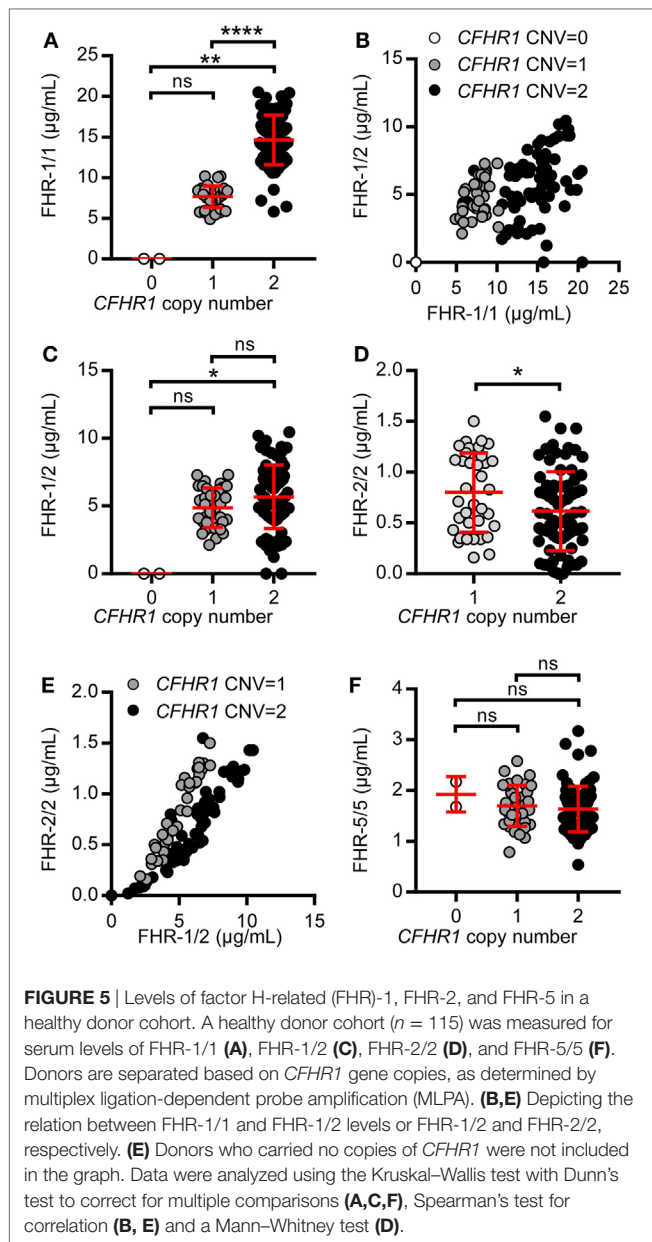 A
****
**
ns
25
20
15
10
5
0
FHR-1/1 (µg/mL)
0 1 2
CFHR1 copy number
B
CFHR1 CNV=0
CFHR1 CNV=1
CFHR1 CNV=2
15
10
5
0
FHR-1/2 (µg/mL)
0 5 10 15 20 25
FHR-1/1 (µg/mL)
C
ns
*
ns
15
10
5
0
FHR-1/2 (µg/mL)
0 1 2
CFHR1 copy number
D
*
2.0
1.5
1.0
0.5
0.0
FHR-2/2 (µg/mL)
1 2
CFHR1 copy number
E
CFHR1 CNV=1
CFHR1 CNV=2
2.0
1.5
1.0
0.5
0.0
FHR-2/2 (µg/mL)
0 5 10 15
FHR-1/2 (µg/mL)
F
ns
ns
ns
4
3
2
1
0
FHR-5/5 (µg/mL)
0 1 2
CFHR1 copy number
FIGURE 5 | Levels of factor H-related (FHR)-1, FHR-2, and FHR-5 in a
healthy donor cohort. A healthy donor cohort (n = 115) was measured for
serum levels of FHR-1/1 (A), FHR-1/2 (C), FHR-2/2 (D), and FHR-5/5 (F).
Donors are separated based on CFHR1 gene copies, as determined by
multiplex ligation-dependent probe amplification (MLPA). (B,E) Depicting the
relation between FHR-1/1 and FHR-1/2 levels or FHR-1/2 and FHR-2/2,
respectively. (E) Donors who carried no copies of CFHR1 were not included
in the graph. Data were analyzed using the Kruskal–Wallis test with Dunn's
test to correct for multiple comparisons (A,C,F), Spearman's test for
correlation (B, E) and a Mann–Whitney test (D).